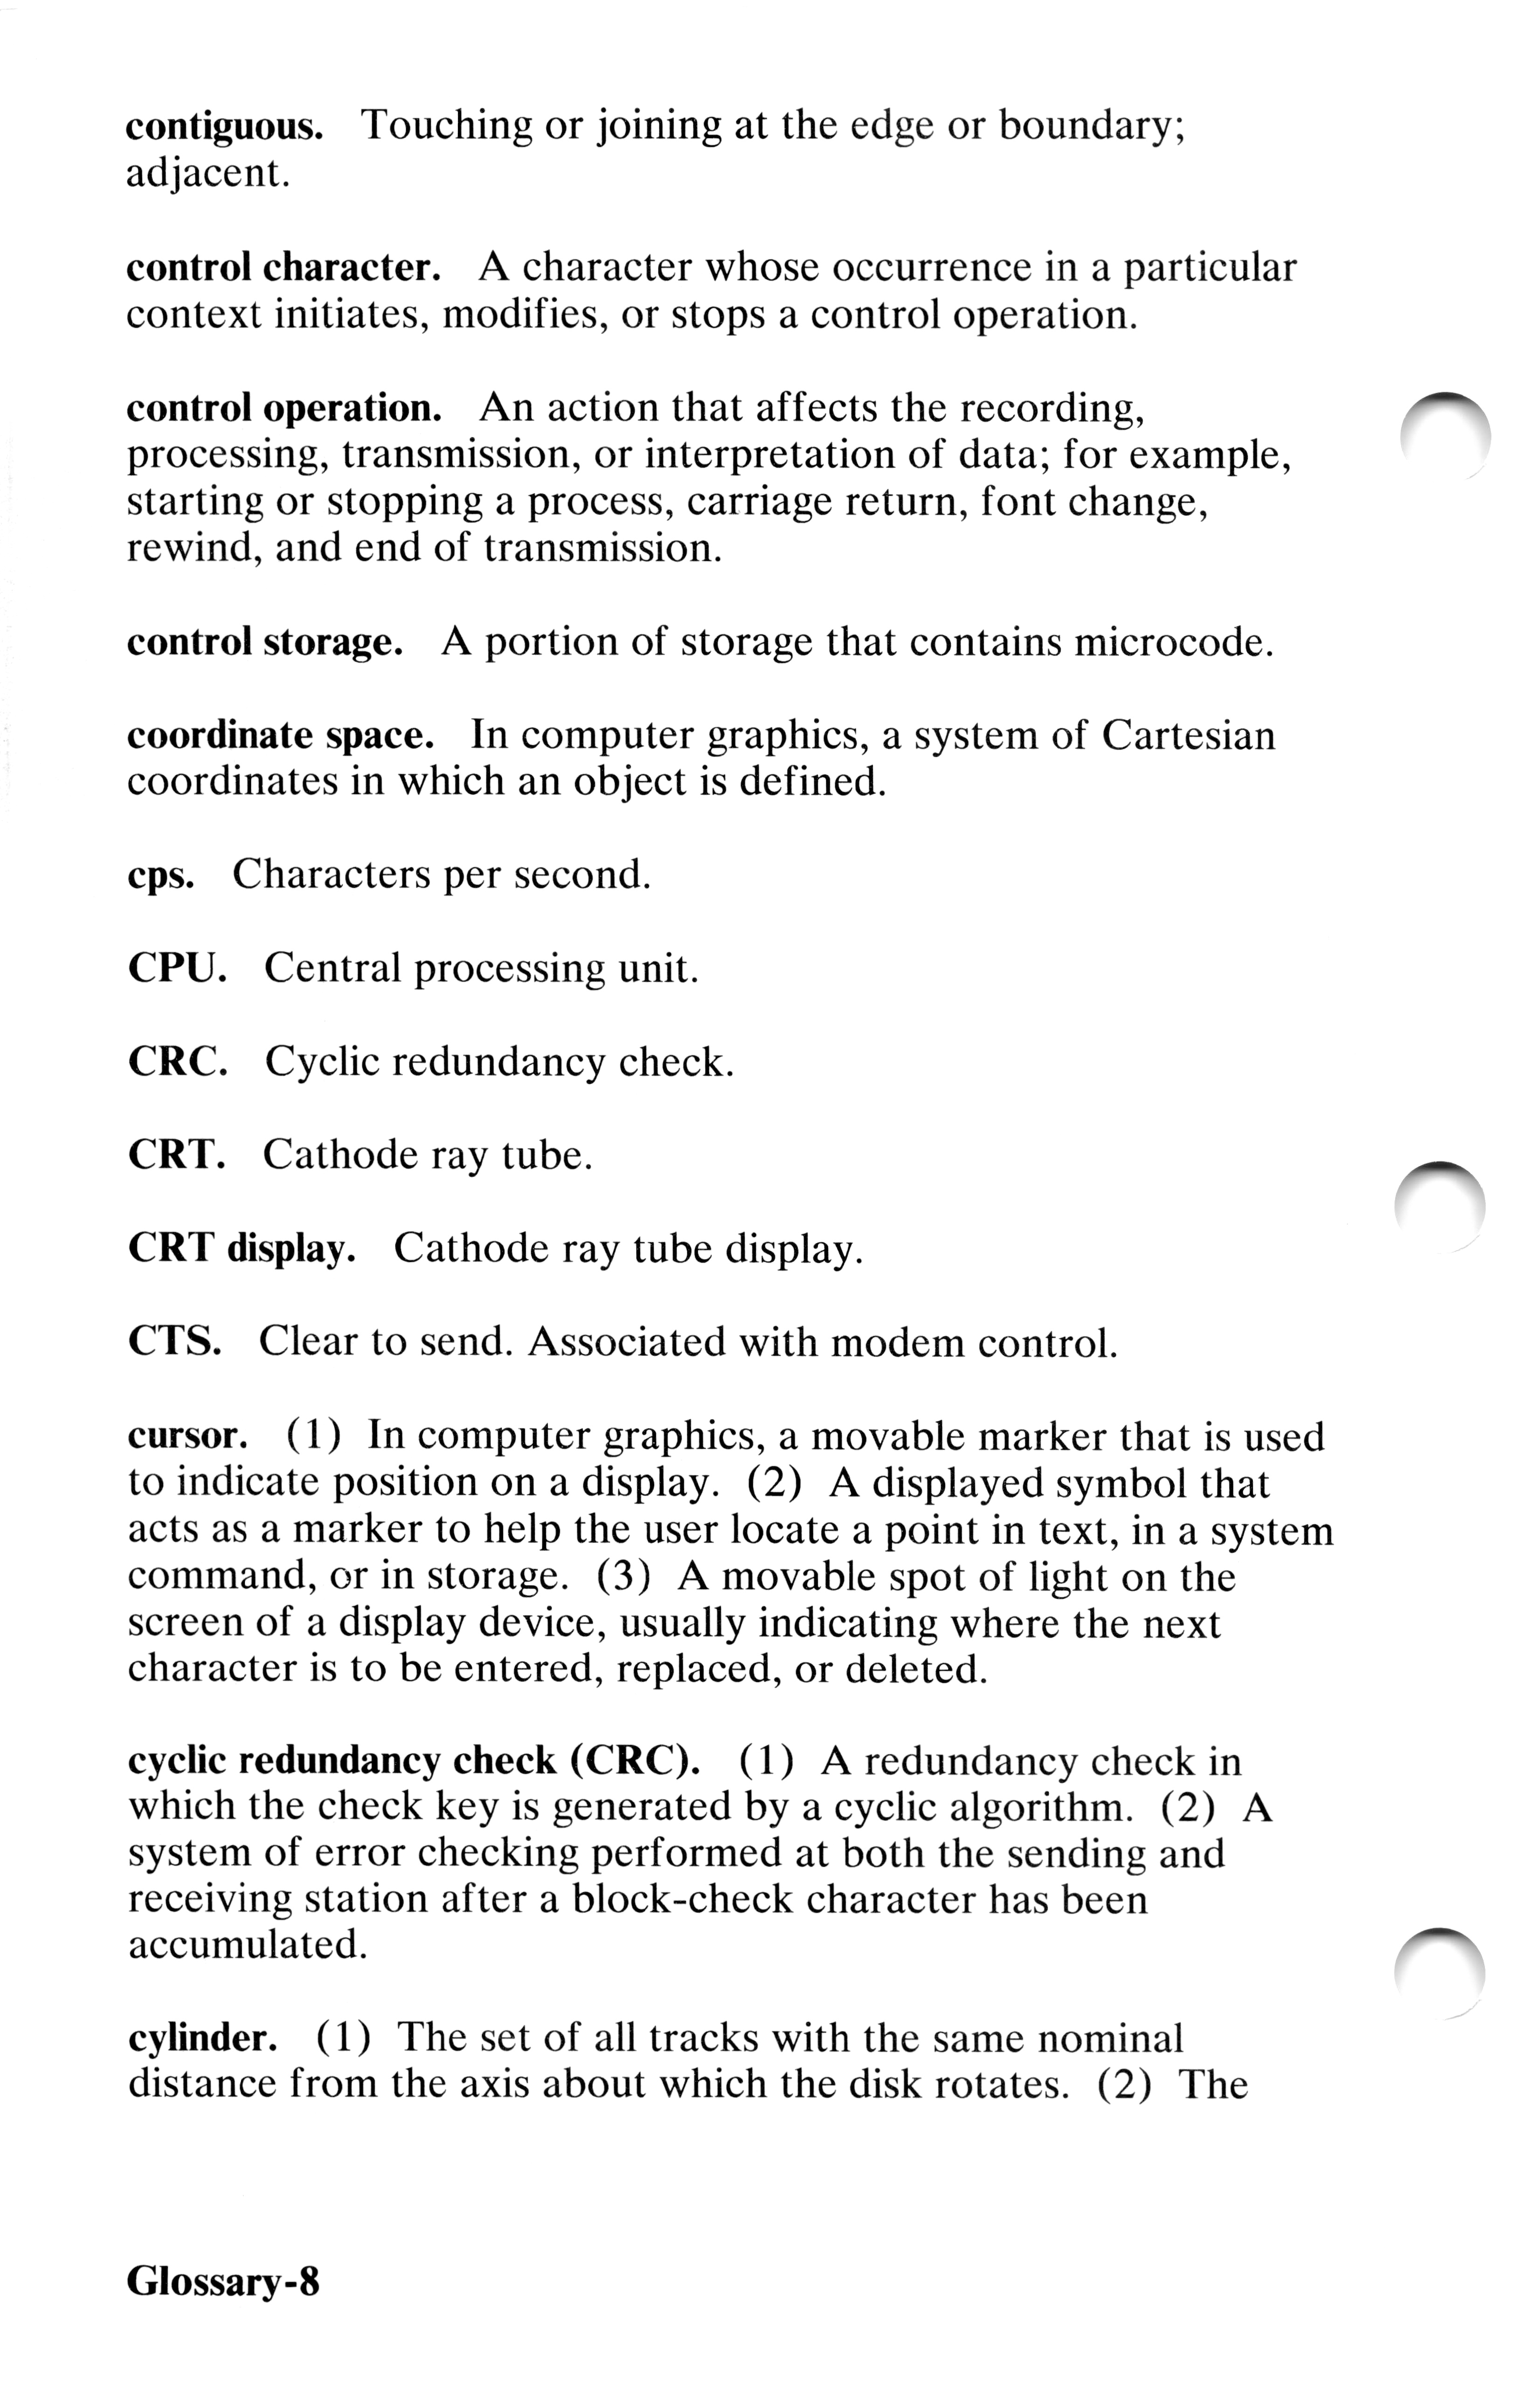 contiguous. Touching or joining at the edge or boundary;
adjacent.
control character. A character whose occurrence in a particular
context initiates, modifies, or stops a control operation.
control operation. An action that affects the recording,
processing, transmission, or interpretation of data; for example,
starting or stopping a process, carriage return, font change,
rewind, and end of transmission.
control storage. A portion of storage that contains microcode.
coordinate space. In computer graphics, a system of Cartesian
coordinates in which an object is defined.
cps. Characters per second.
CPU. Central processing unit.
CRC. Cyclic redundancy check.
CRT. Cathode ray tube.
CRT display. Cathode ray tube display.
CTS. Clear to send. Associated with modem control.
cursor. (1) In computer graphics, a movable marker that is used
to indicate position on a display. (2) A displayed symbol that
acts as a marker to help the user locate a point in text, in a system
command, or in storage. (3) A movable spot of light on the
screen of a display device, usually indicating where the next
character is to be entered, replaced, or deleted.
cyclic redundancy check (CRC). (1) A redundancy check in
which the check key is generated by a cyclic algorithm. (2) A
system of error checking performed at both the sending and
receiving station after a block-check character has been
accumulated.
cylinder. (1) The set of all tracks with the same nominal
distance from the axis about which the disk rotates. (2) The
Glossary-8